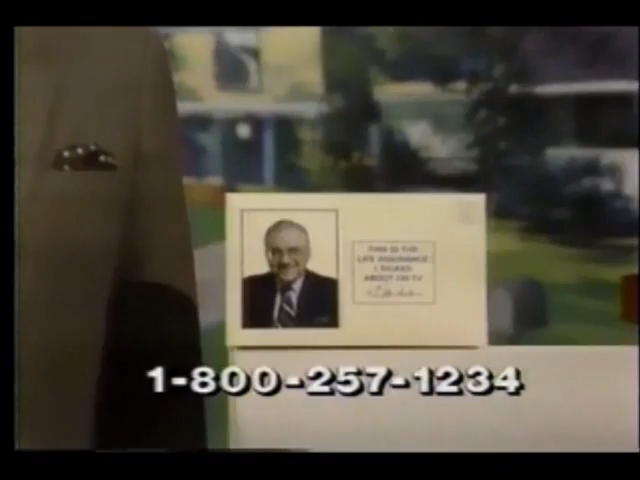 THIS IS THE
LIFE INSURANCE
I TALKED
ABOUT ON TV
1-800-257-1234